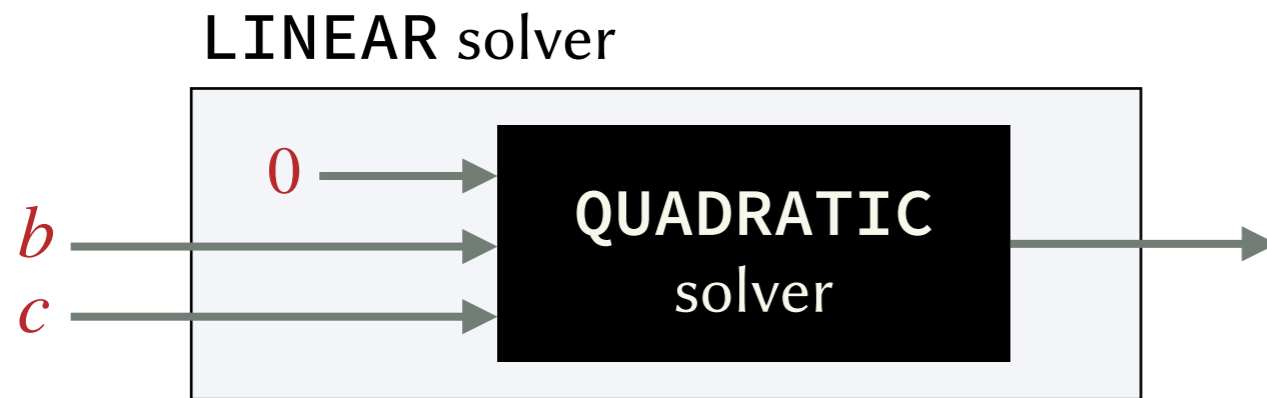 LINEAR solver
0
b
c
QUADRATIC
solver